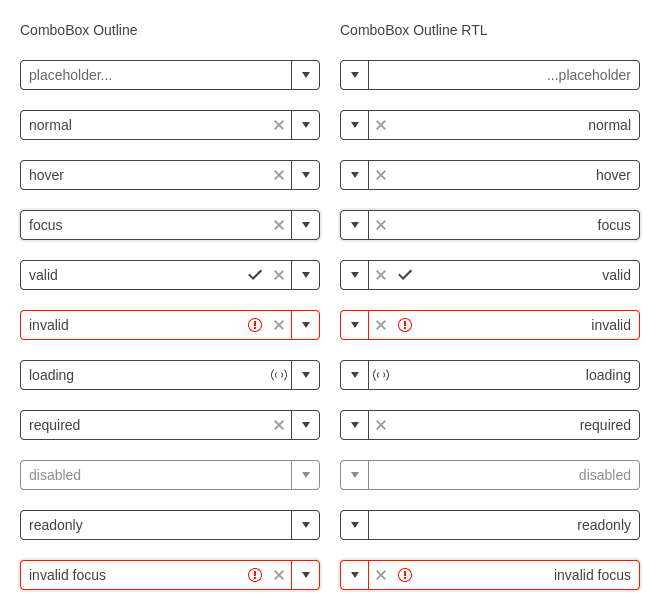 ComboBox Outline
ComboBox Outline RTL
placeholder...
...placeholder
normal
normal
hover
hover
focus
focus
valid
valid
invalid
invalid
loading
loading
required
required
disabled
disabled
readonly
readonly
invalid focus
invalid focus